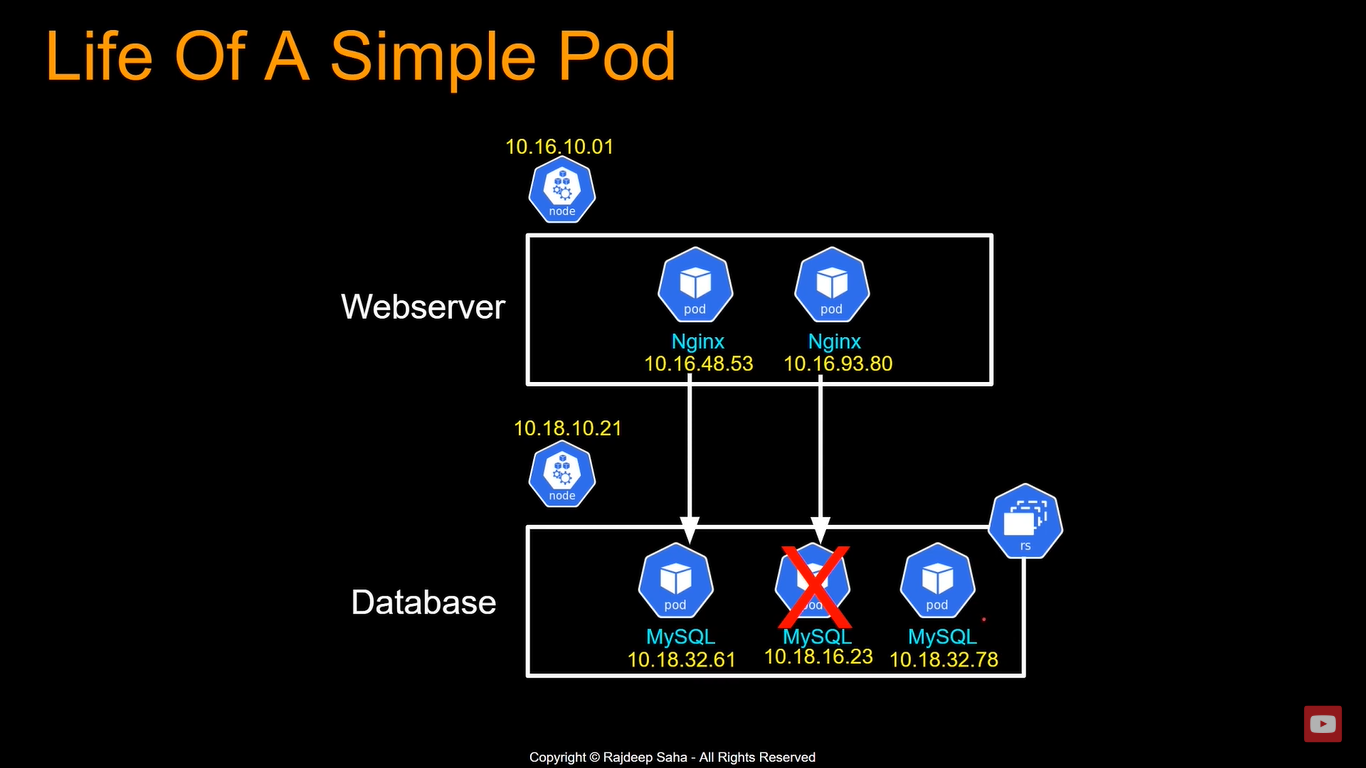 Life Of A Simple Pod
10.16.10.01
node
Webserver
pod
pod
Nginx
Nginx
10.16.48.53
10.16.93.80
10.18.10.21
node
rs
Database
pod
pod
pod
MySQL
MySQL
MySQL
10.18.32.61
10.18.16.23
10.18.32.78
Copyright © Rajdeep Saha - All Rights Reserved